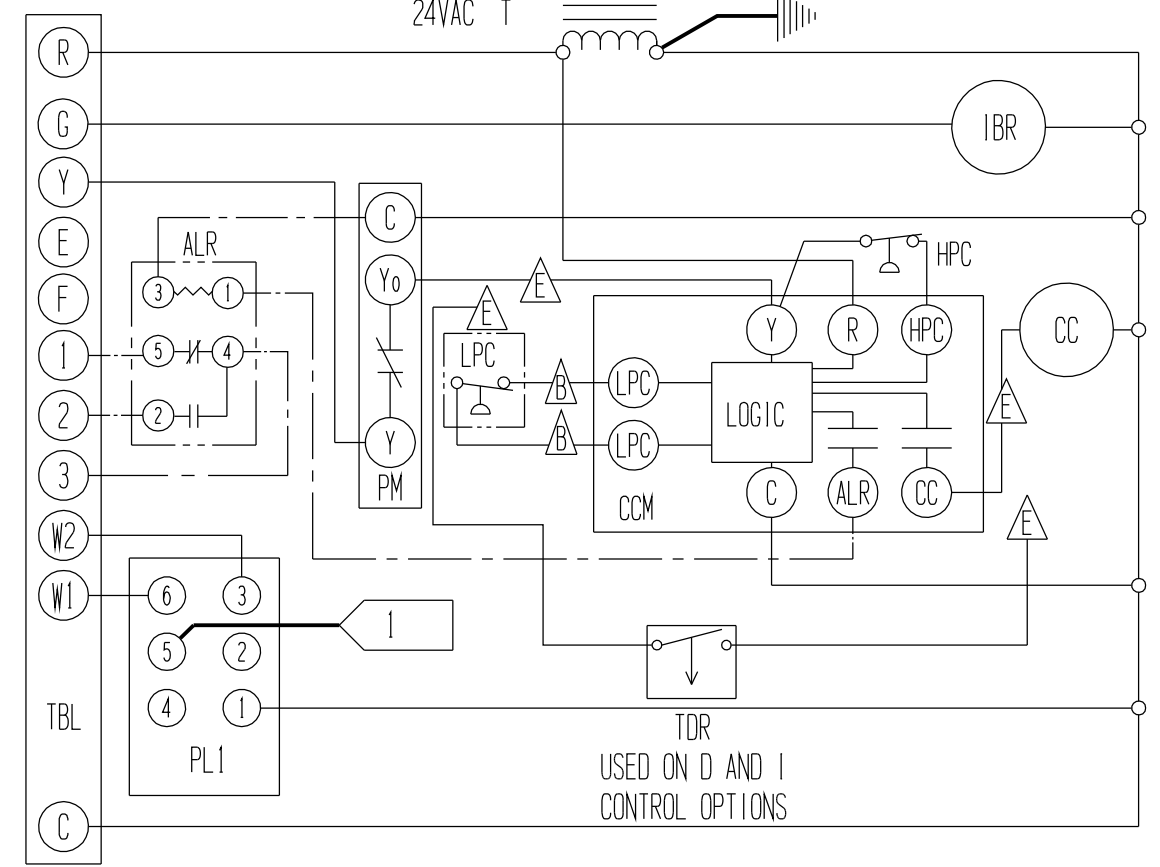 24VAC T
R
G
IBR
Y
C
E
ALR
HPC
Yo
E
F
3
1
E
Y
R
HPC
CC
1
5
4
LPC
B
LPC
E
2
2
LOGIC
B
LPC
Y
3
PM
C
ALR
CC
CCM
E
W2
W1
6
3
1
5
2
4
1
TBL
PL1
TDR
USED ON D AND I
CONTROL OPTIONS
C